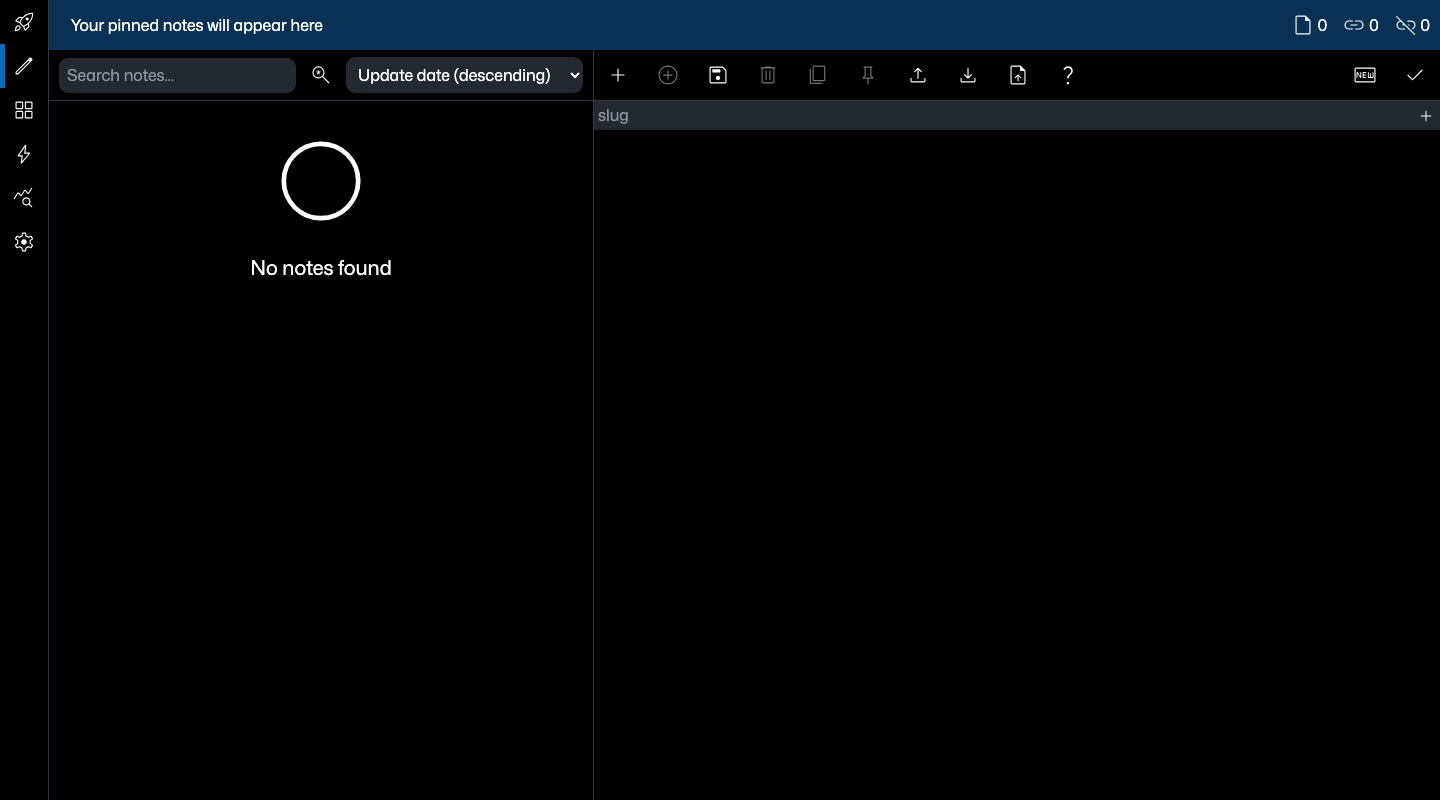 Your pinned notes will appear here
0
0
0
Search notes...
Update date (descending)
NEW
slug
No notes found